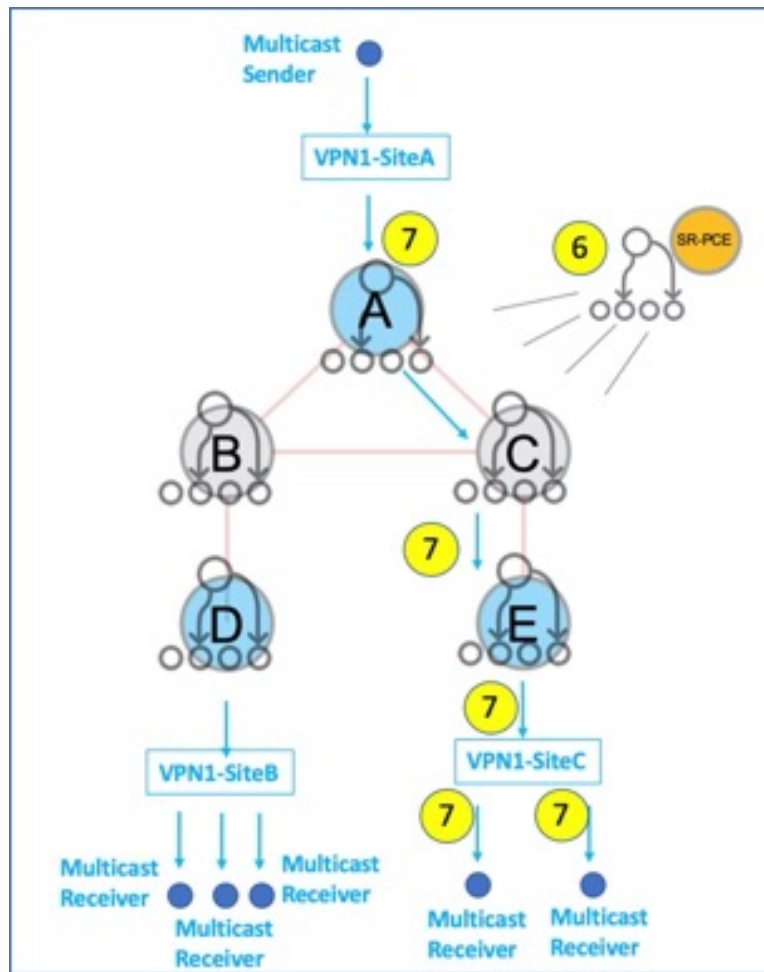 Multicast
Sender
VPN1-SiteA
7
6
SR-PCE
A
B
C
7
D
E
7
VPN1-SiteB
VPN1-SiteC
7
7
Multicast
Receiver
Multicast
Receiver
Multicast
Receiver
Multicast
Receiver
Multicast
Receiver